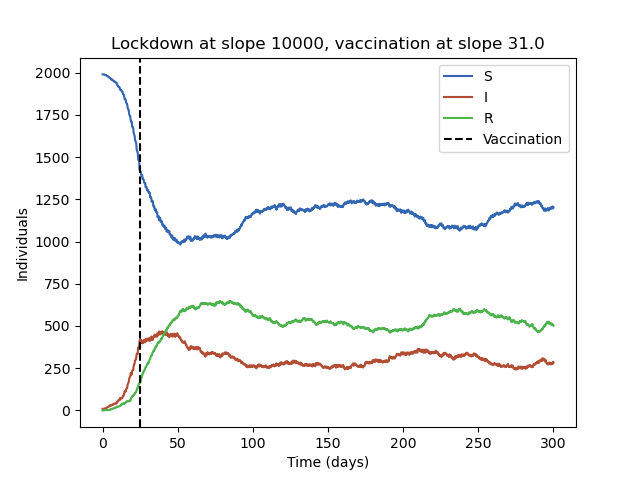 Lockdown at slope 10000, vaccination at slope 31.0
S
I
R
Vaccination
Individuals
2000
1750
1500
1250
1000
750
500
250
0
0 50 100 150 200 250 300
Time (days)